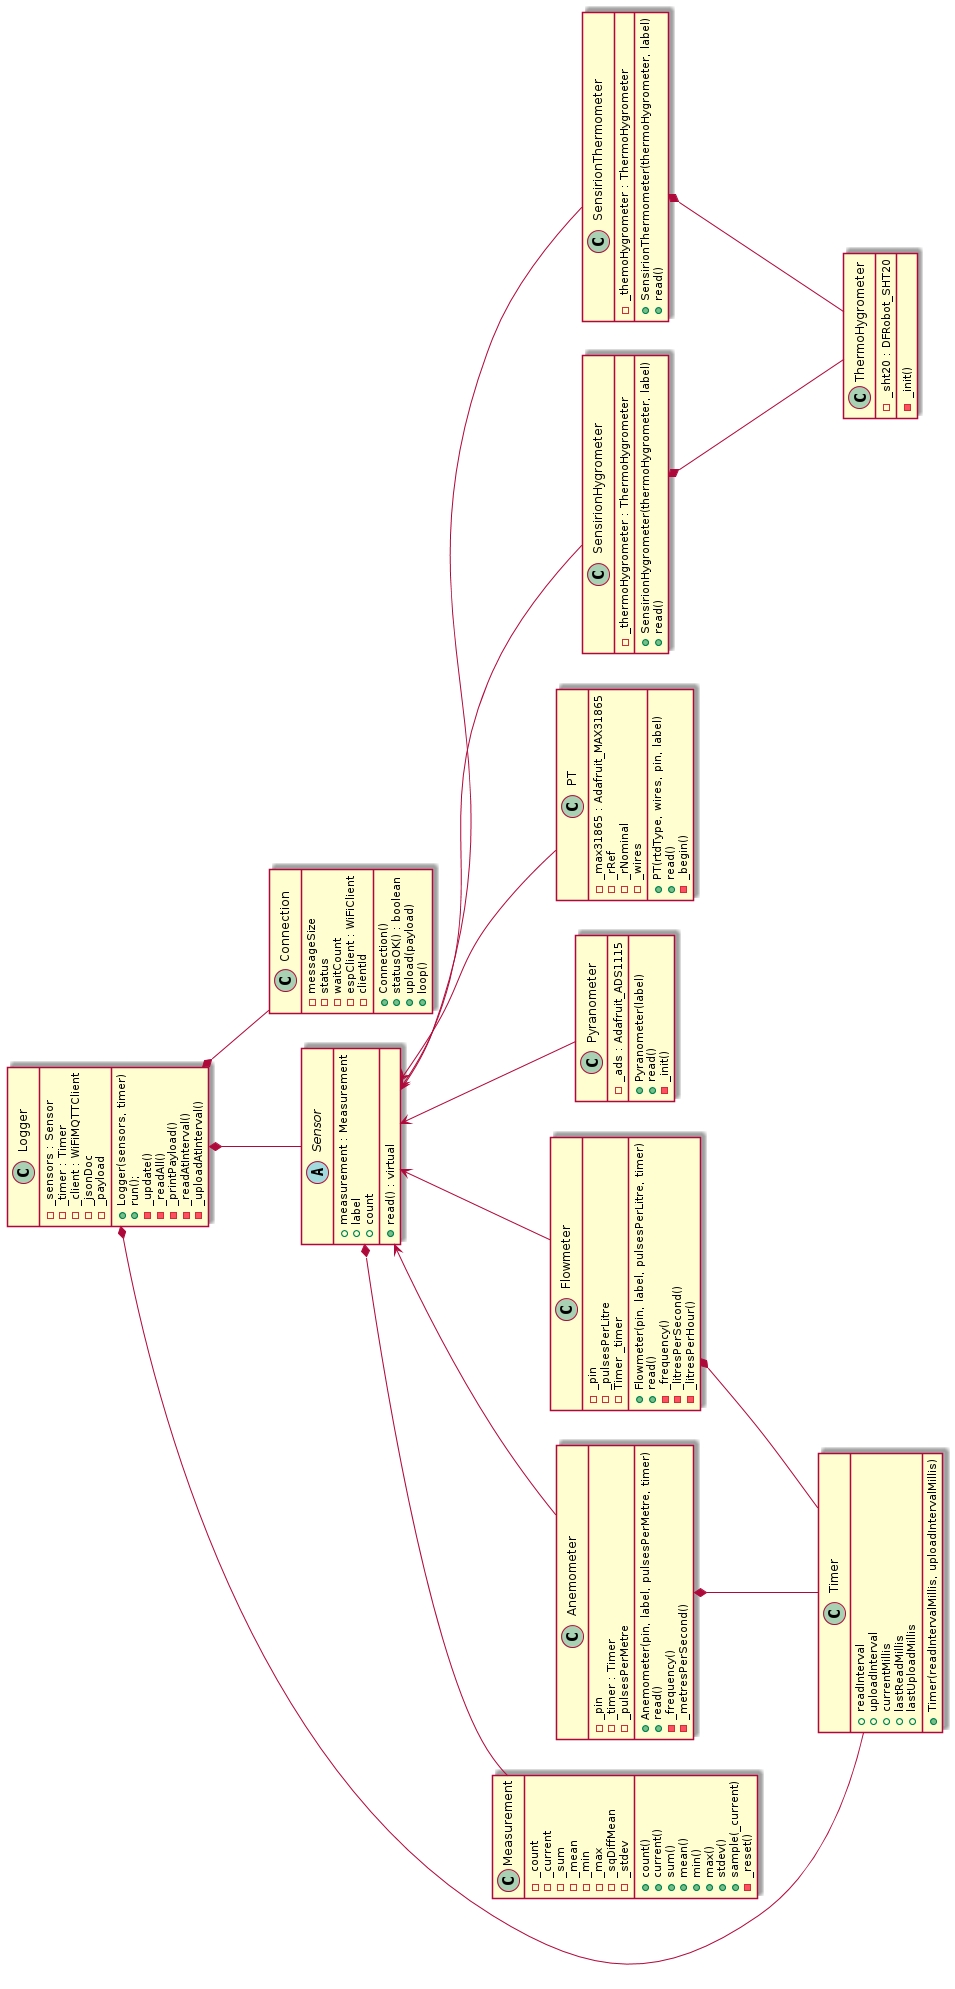 C Logger
_sensors : Sensor
_timer : Timer
_client : WiFiMQTTClient
_jsonDoc
_payload
Logger(sensors, timer)
run();
_update()
_readAll()
_printPayload()
_readAtInterval()
_uploadAtInterval()
C Connection
messageSize
status
waitCount
espClient : WiFiClient
clientId
Connection()
statusOK() : boolean
upload(payload)
loop()
A Sensor
measurement : Measurement
label
count
read() : virtual
C Measurement
_count
_current
_sum
_mean
_min
_max
_sqDiffMean
_stdev
count()
current()
sum()
mean()
min()
max()
stdev()
sample(_current)
_reset()
C Anemometer
_pin
_timer : Timer
_pulsesPerMetre
Anemometer(pin, label, pulsesPerMetre, timer)
read()
_frequency()
_metresPerSecond()
C Flowmeter
_pin
_pulsesPerLitre
Timer _timer
Flowmeter(pin, label, pulsesPerLitre, timer)
read()
_frequency()
_litresPerSecond()
_litresPerHour()
C Pyranometer
_ads : Adafruit_ADS1115
Pyranometer(label)
read()
_init()
C PT
_max31865 : Adafruit_MAX31865
_rRef
_rNominal
_wires
PT(rtdType, wires, pin, label)
read()
_begin()
C SensirionHygrometer
_thermoHygrometer : ThermoHygrometer
SensirionHygrometer(thermoHygrometer, label)
read()
C SensirionThermometer
_themoHygrometer : ThermoHygrometer
SensirionThermometer(thermoHygrometer, label)
read()
C Timer
readInterval
uploadInterval
currentMillis
lastReadMillis
lastUploadMillis
Timer(readIntervalMillis, uploadIntervalMillis)
C ThermoHygrometer
_sht20 : DFRobot_SHT20
_init()